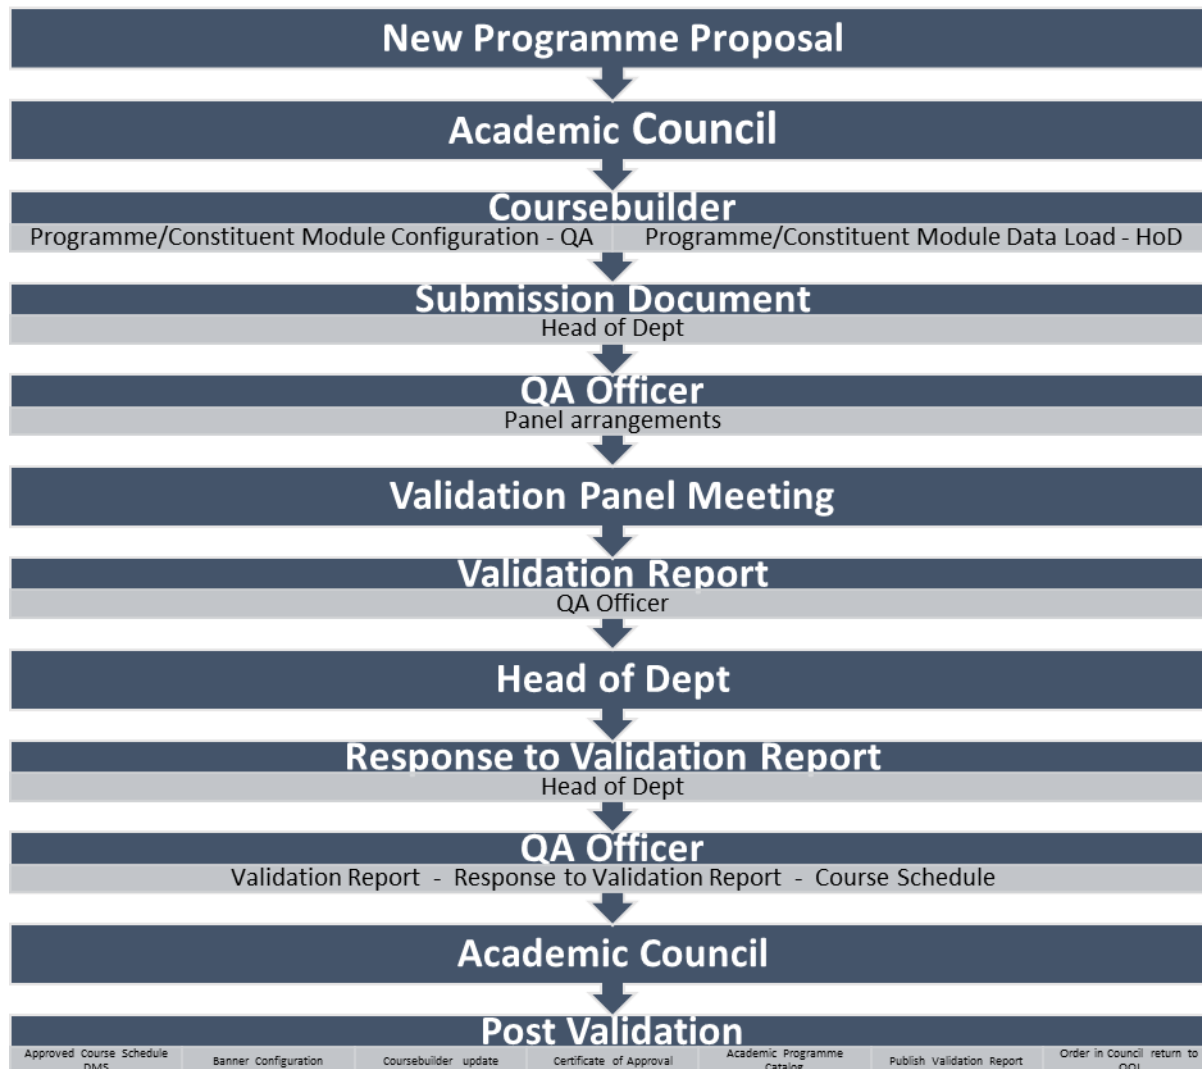 New Programme Proposal
Academic Council
Coursebuilder
Programme/Constituent Module Configuration - QA
Programme/Constituent Module Data Load - HoD
Submission Document
Head of Dept
QA Officer
Panel arrangements
Validation Panel Meeting
Validation Report
QA Officer
Head of Dept
Response to Validation Report
Head of Dept
QA Officer
Validation Report - Response to Validation Report - Course Schedule
Academic Council
Post Validation
Approved Course Schedule
DMS
Banner Configuration
Coursebuilder update
Certificate of Approval
Academic Programme
Catalog
Publish Validation Report
Order in Council return to
QQI